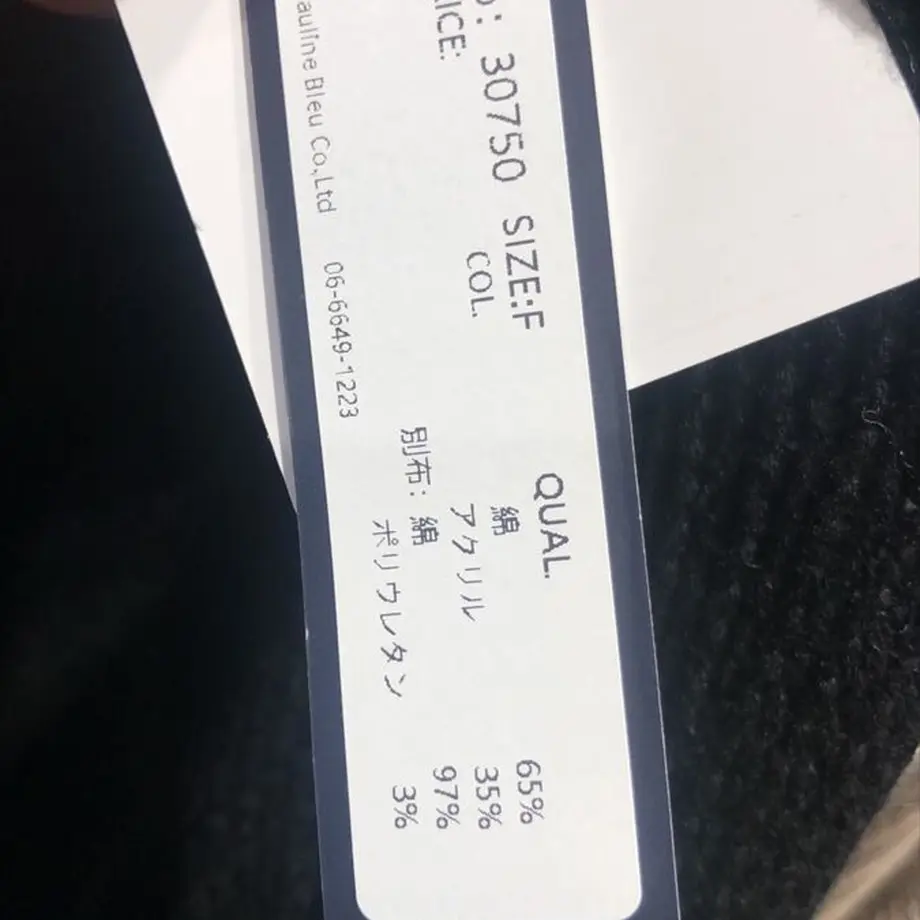 : 30750 SIZE:F
ICE:
COL.
QUAL.
綿 65%
アクリル 35%
別布: 綿 97%
ポリウレタン 3%
auline Bleu Co.,Ltd 06-6649-1223